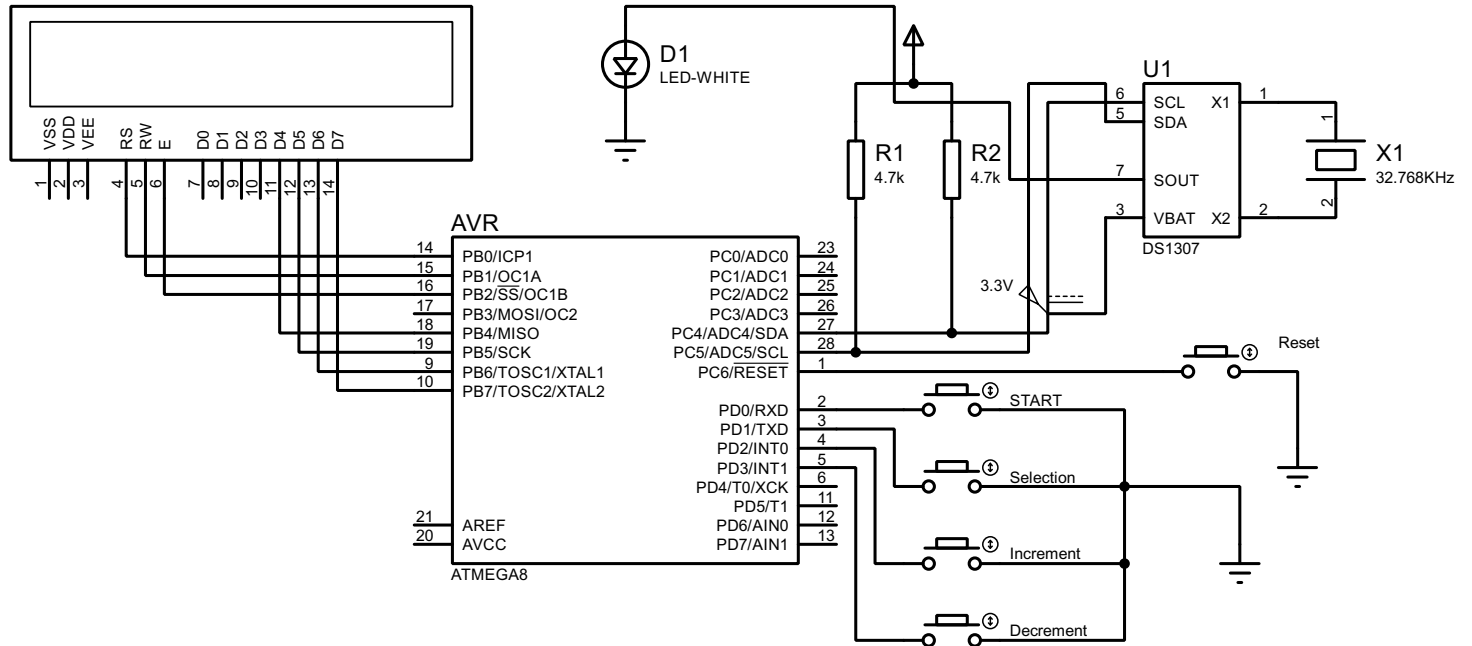 VSS
VDD
VEE
RS
RW
E
D0
D1
D2
D3
D4
D5
D6
D7
1
2
3
4
5
6
7
8
9
10
11
12
13
14
D1
LED-WHITE
R1
4.7k
R2
4.7k
U1
6
5
7
3
SCL
SDA
SOUT
VBAT
X1
X2
1
2
DS1307
1
2
X1
32.768KHz
3.3V
AVR
14
15
16
17
18
19
9
10
21
20
PB0/ICP1
PB1/OC1A
PB2/SS/OC1B
PB3/MOSI/OC2
PB4/MISO
PB5/SCK
PB6/TOSC1/XTAL1
PB7/TOSC2/XTAL2
AREF
AVCC
PC0/ADC0
PC1/ADC1
PC2/ADC2
PC3/ADC3
PC4/ADC4/SDA
PC5/ADC5/SCL
PC6/RESET
PD0/RXD
PD1/TXD
PD2/INT0
PD3/INT1
PD4/T0/XCK
PD5/T1
PD6/AIN0
PD7/AIN1
23
24
25
26
27
28
1
2
3
4
5
6
11
12
13
ATMEGA8
Reset
START
Selection
Increment
Decrement